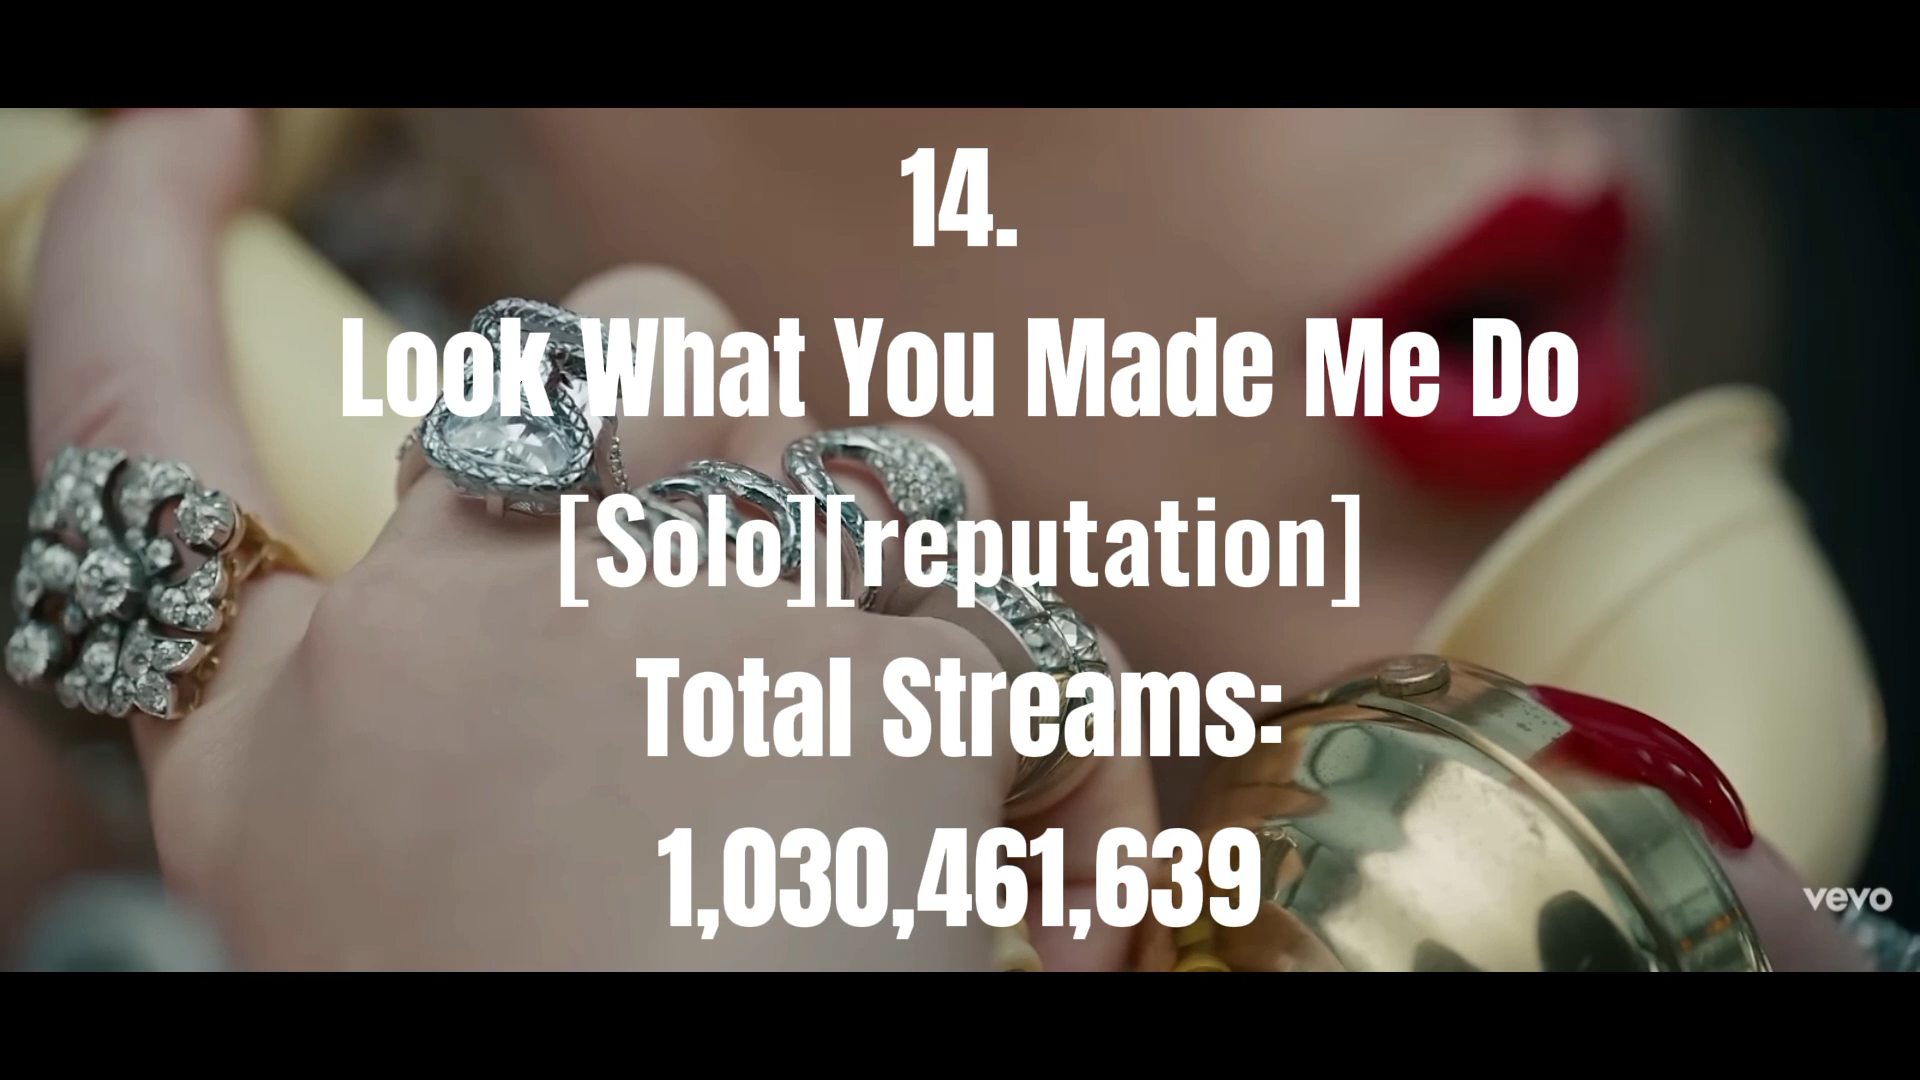 14.
Look What You Made Me Do
[Solo][reputation]
Total Streams:
1,030,461,639
vevo